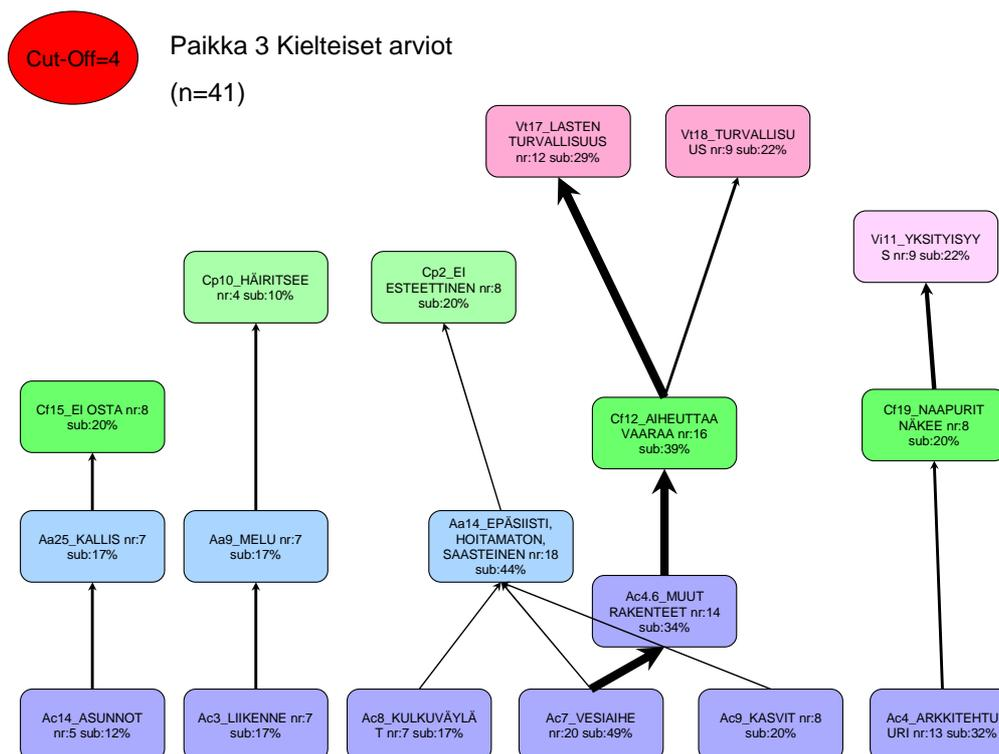 Cut-Off=4
Paikka 3 Kielteiset arviot
(n=41)
Vt17_LASTEN
TURVALLISUUS
nr:12 sub:29%
Vt18_TURVALLISU
US nr:9 sub:22%
Vi11_YKSITYISYY
S nr:9 sub:22%
Cp10_HÄIRITSEE
nr:4 sub:10%
Cp2_EI
ESTEETTINEN nr:8
sub:20%
Cf15_EI OSTA nr:8
sub:20%
Cf12_AIHEUTTAA
VAARAA nr:16
sub:39%
Cf19_NAAPURIT
NÄKEE nr:8
sub:20%
Aa25_KALLIS nr:7
sub:17%
Aa9_MELU nr:7
sub:17%
Aa14_EPÄSIISTI,
HOITAMATON,
SAASTEINEN nr:18
sub:44%
Ac4.6_MUUT
RAKENTEET nr:14
sub:34%
Ac14_ASUNNOT
nr:5 sub:12%
Ac3_LIIKENNE nr:7
sub:17%
Ac8_KULKUVÄYLÄ
T nr:7 sub:17%
Ac7_VESIAIHE
nr:20 sub:49%
Ac9_KASVIT nr:8
sub:20%
Ac4_ARKKITEHTU
URI nr:13 sub:32%